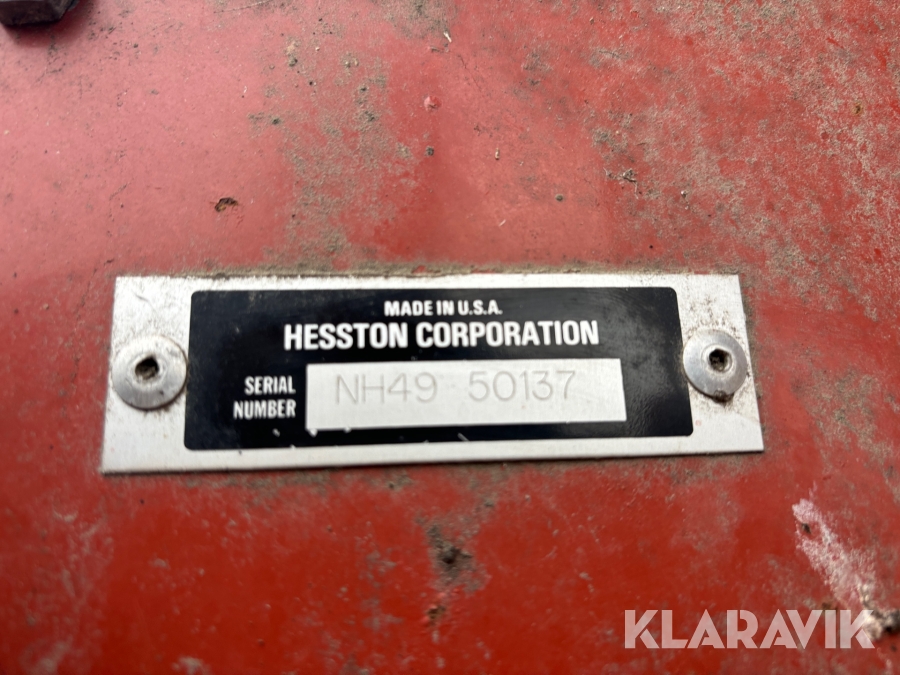 MADE IN U.S.A.
HESSTON CORPORATION
SERIAL NUMBER
NH49 50137
KLARAVIK